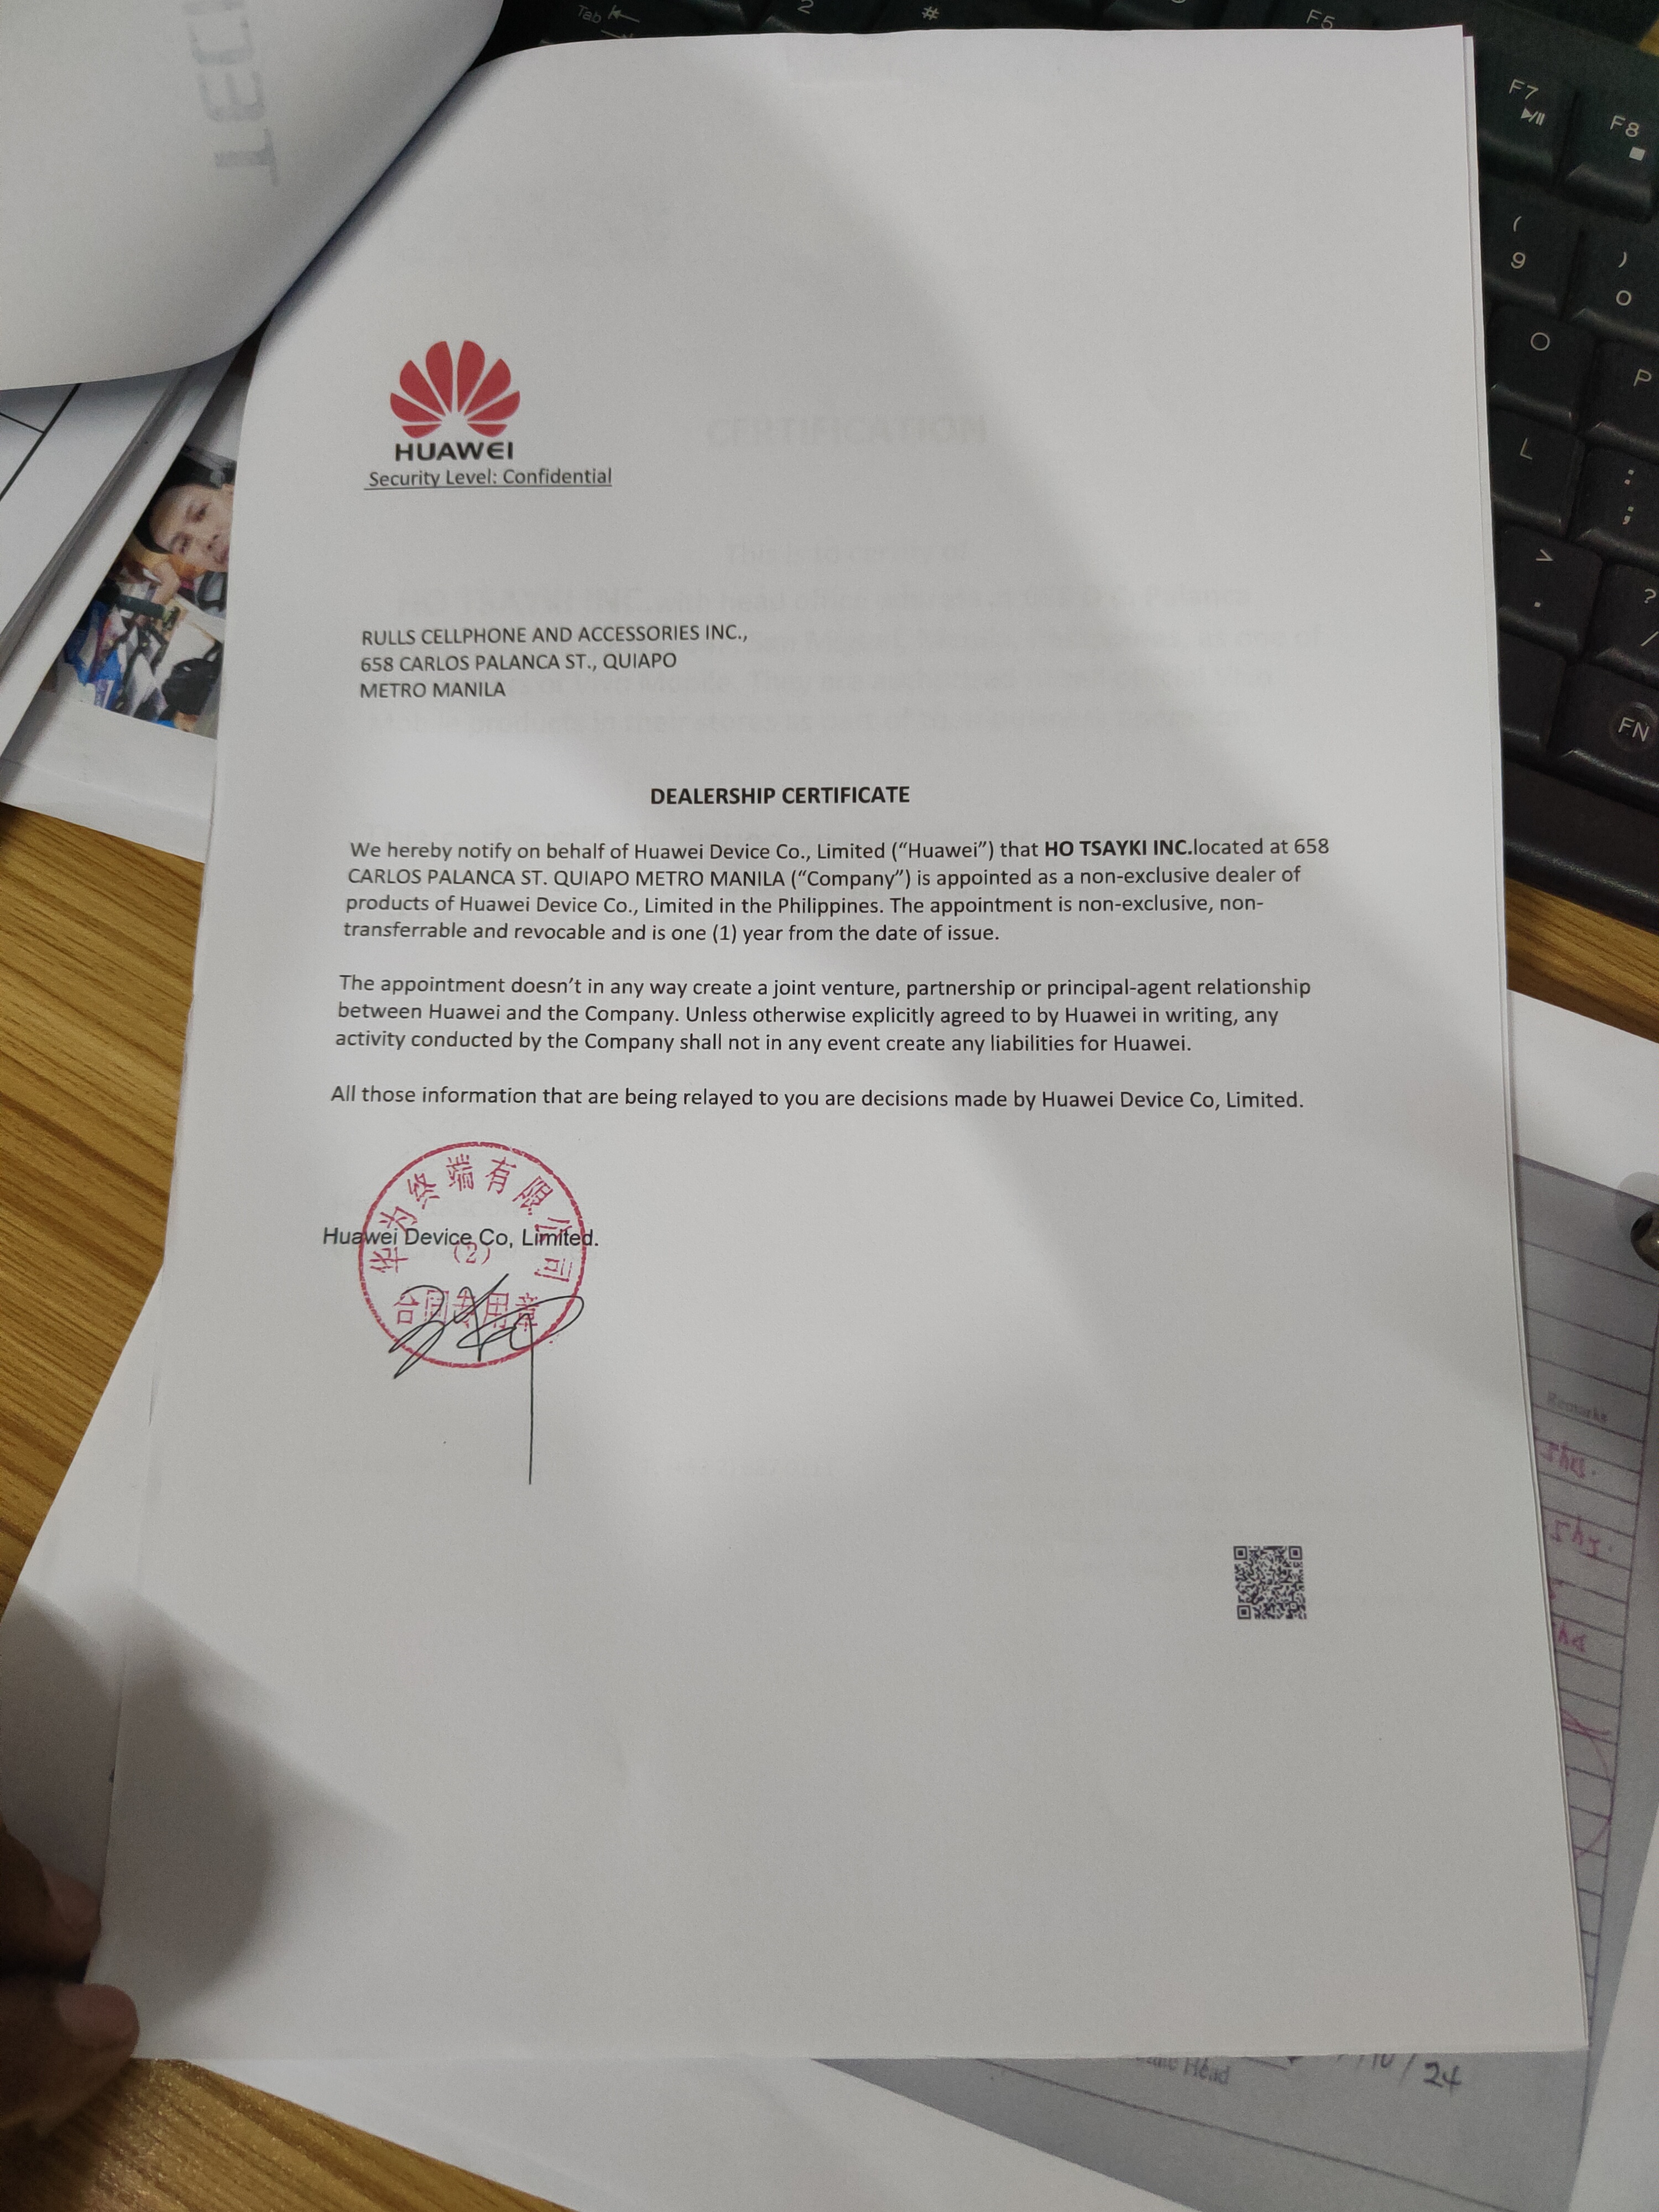 TECH
Tab
2
#
F5
F7
F8
(
9
)
0
O
P
L
:
;
>
.
?
/
FN
HUAWEI
Security Level: Confidential
CERTIFICATION
RULLS CELLPHONE AND ACCESSORIES INC.,
658 CARLOS PALANCA ST., QUIAPO
METRO MANILA
DEALERSHIP CERTIFICATE
We hereby notify on behalf of Huawei Device Co., Limited (“Huawei”) that HO TSAYKI INC.located at 658
CARLOS PALANCA ST. QUIAPO METRO MANILA (“Company”) is appointed as a non-exclusive dealer of
products of Huawei Device Co., Limited in the Philippines. The appointment is non-exclusive, non-
transferrable and revocable and is one (1) year from the date of issue.
The appointment doesn’t in any way create a joint venture, partnership or principal-agent relationship
between Huawei and the Company. Unless otherwise explicitly agreed to by Huawei in writing, any
activity conducted by the Company shall not in any event create any liabilities for Huawei.
All those information that are being relayed to you are decisions made by Huawei Device Co, Limited.
华为终端有限公司
Huawei Device Co, Limited.
(2)
合同专用章
Remarks
Head
/10/24